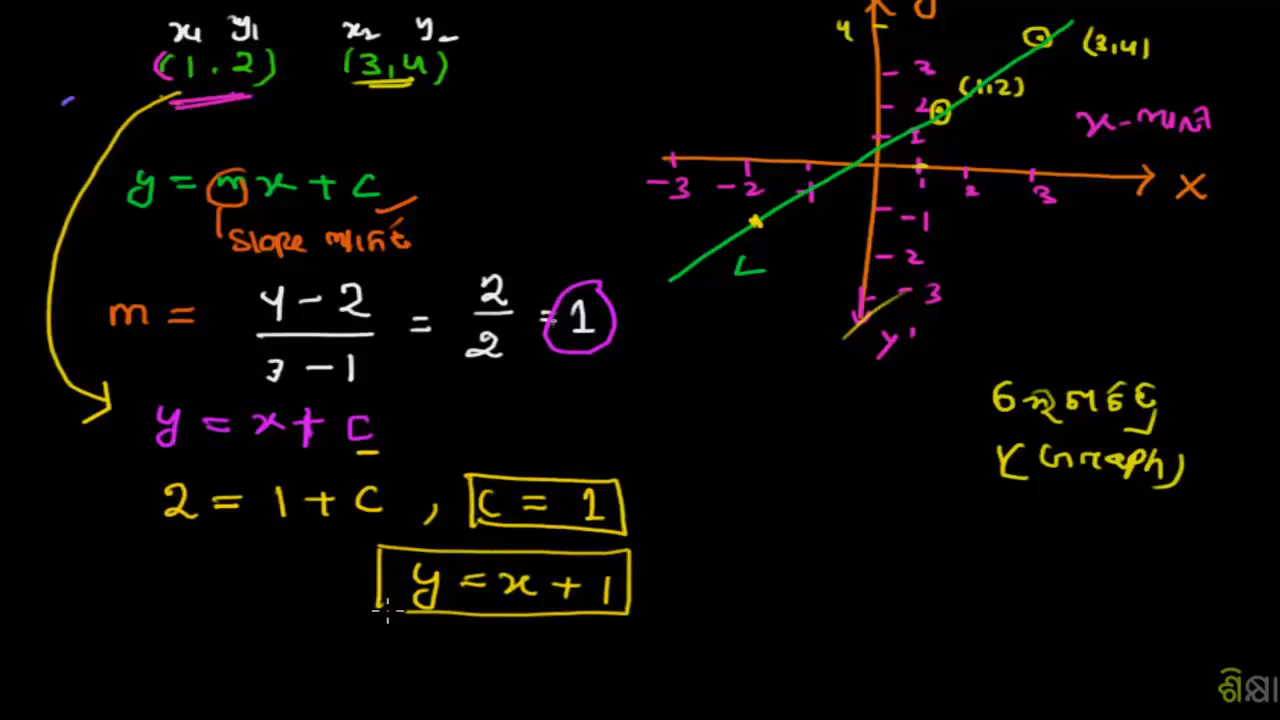 x₁ y₁ x₂ y₂
(1, 2) (3, 4)
y = mx + c
Slope
m = 4 - 2 / 3 - 1 = 2 / 2 = 1
y = x + c
2 = 1 + c , c = 1
y = x + 1
y
4
(3, 4)
3
(1, 2)
2
1
x-
-3 -2 -1 1 2 3 X
-1
L
-2
-3
y'
(Graph)
ଶିକ୍ଷା